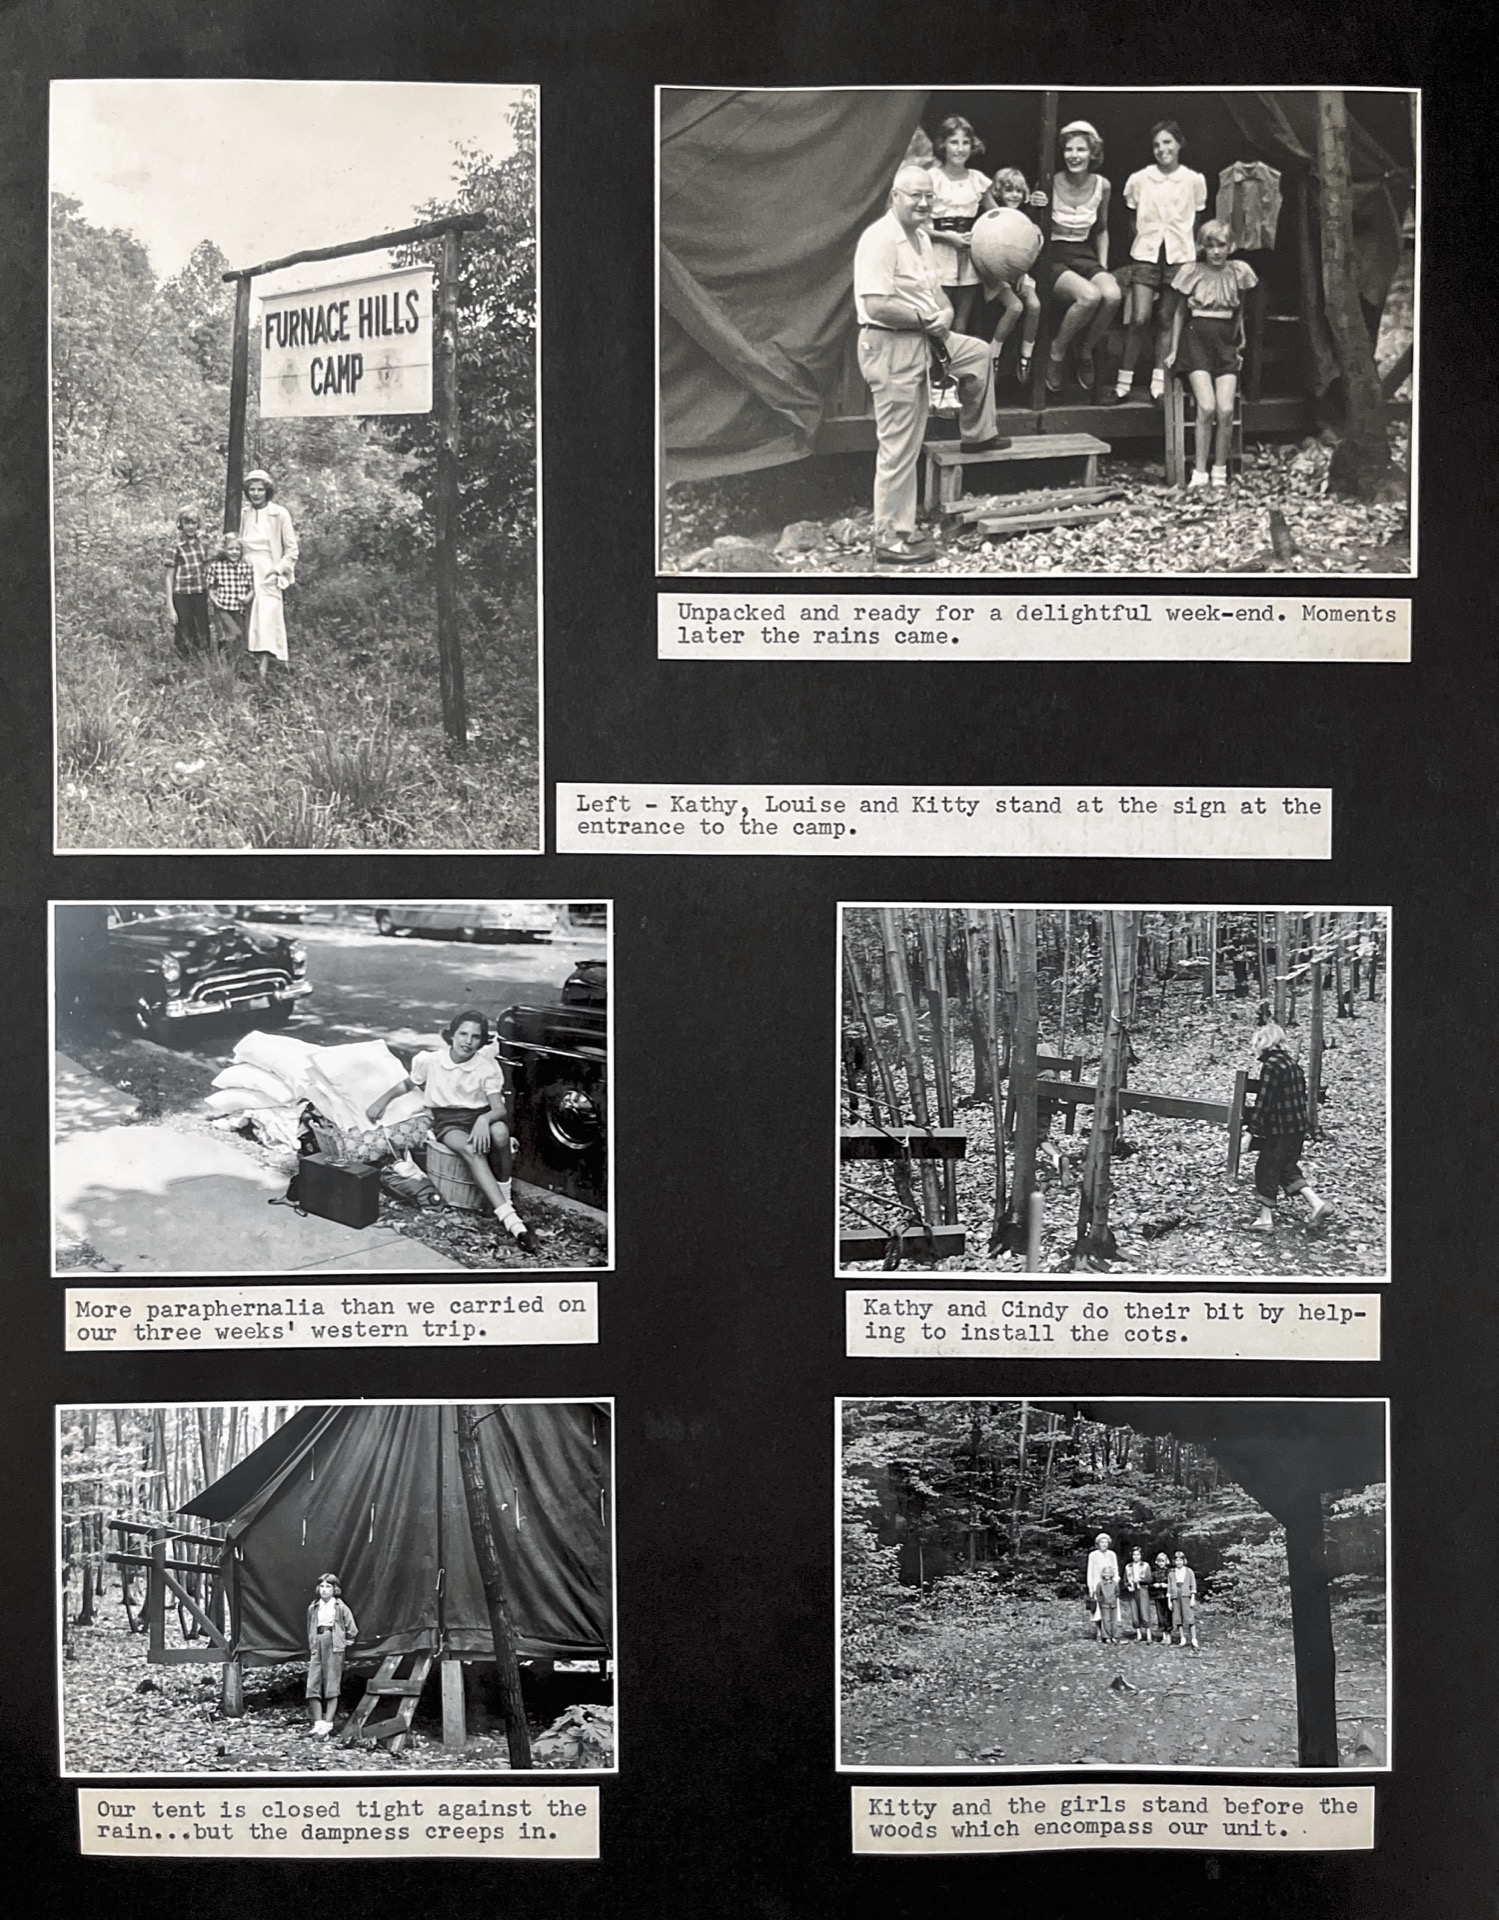 FURNACE HILLS
CAMP
Unpacked and ready for a delightful week-end. Moments
later the rains came.
Left - Kathy, Louise and Kitty stand at the sign at the
entrance to the camp.
More paraphernalia than we carried on
our three weeks' western trip.
Kathy and Cindy do their bit by help-
ing to install the cots.
Our tent is closed tight against the
rain...but the dampness creeps in.
Kitty and the girls stand before the
woods which encompass our unit.